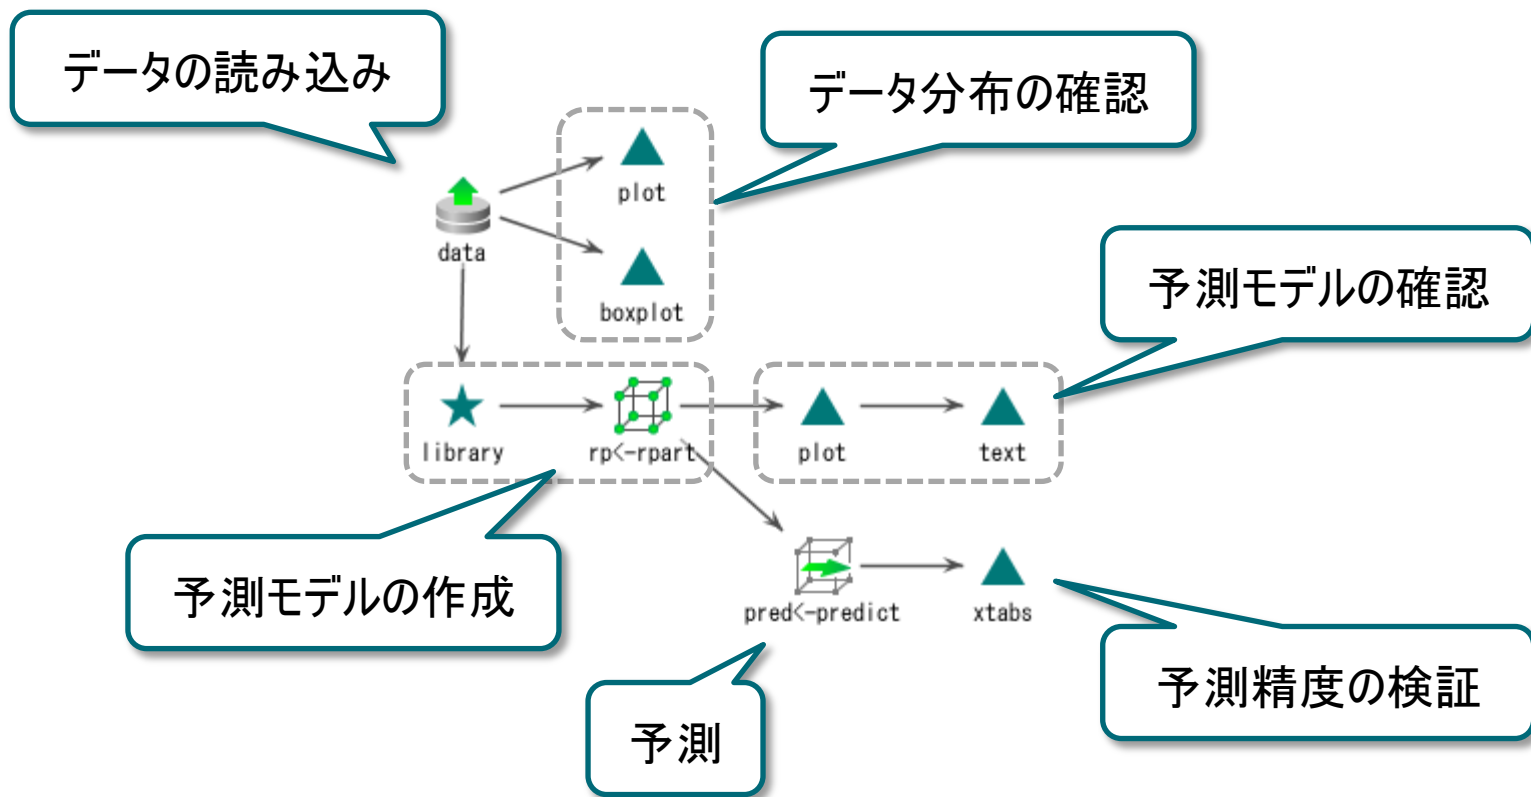 データの読み込み
データ分布の確認
plot
data
boxplot
予測モデルの確認
library
rp<-rpart
plot
text
予測モデルの作成
pred<-predict
xtabs
予測精度の検証
予測